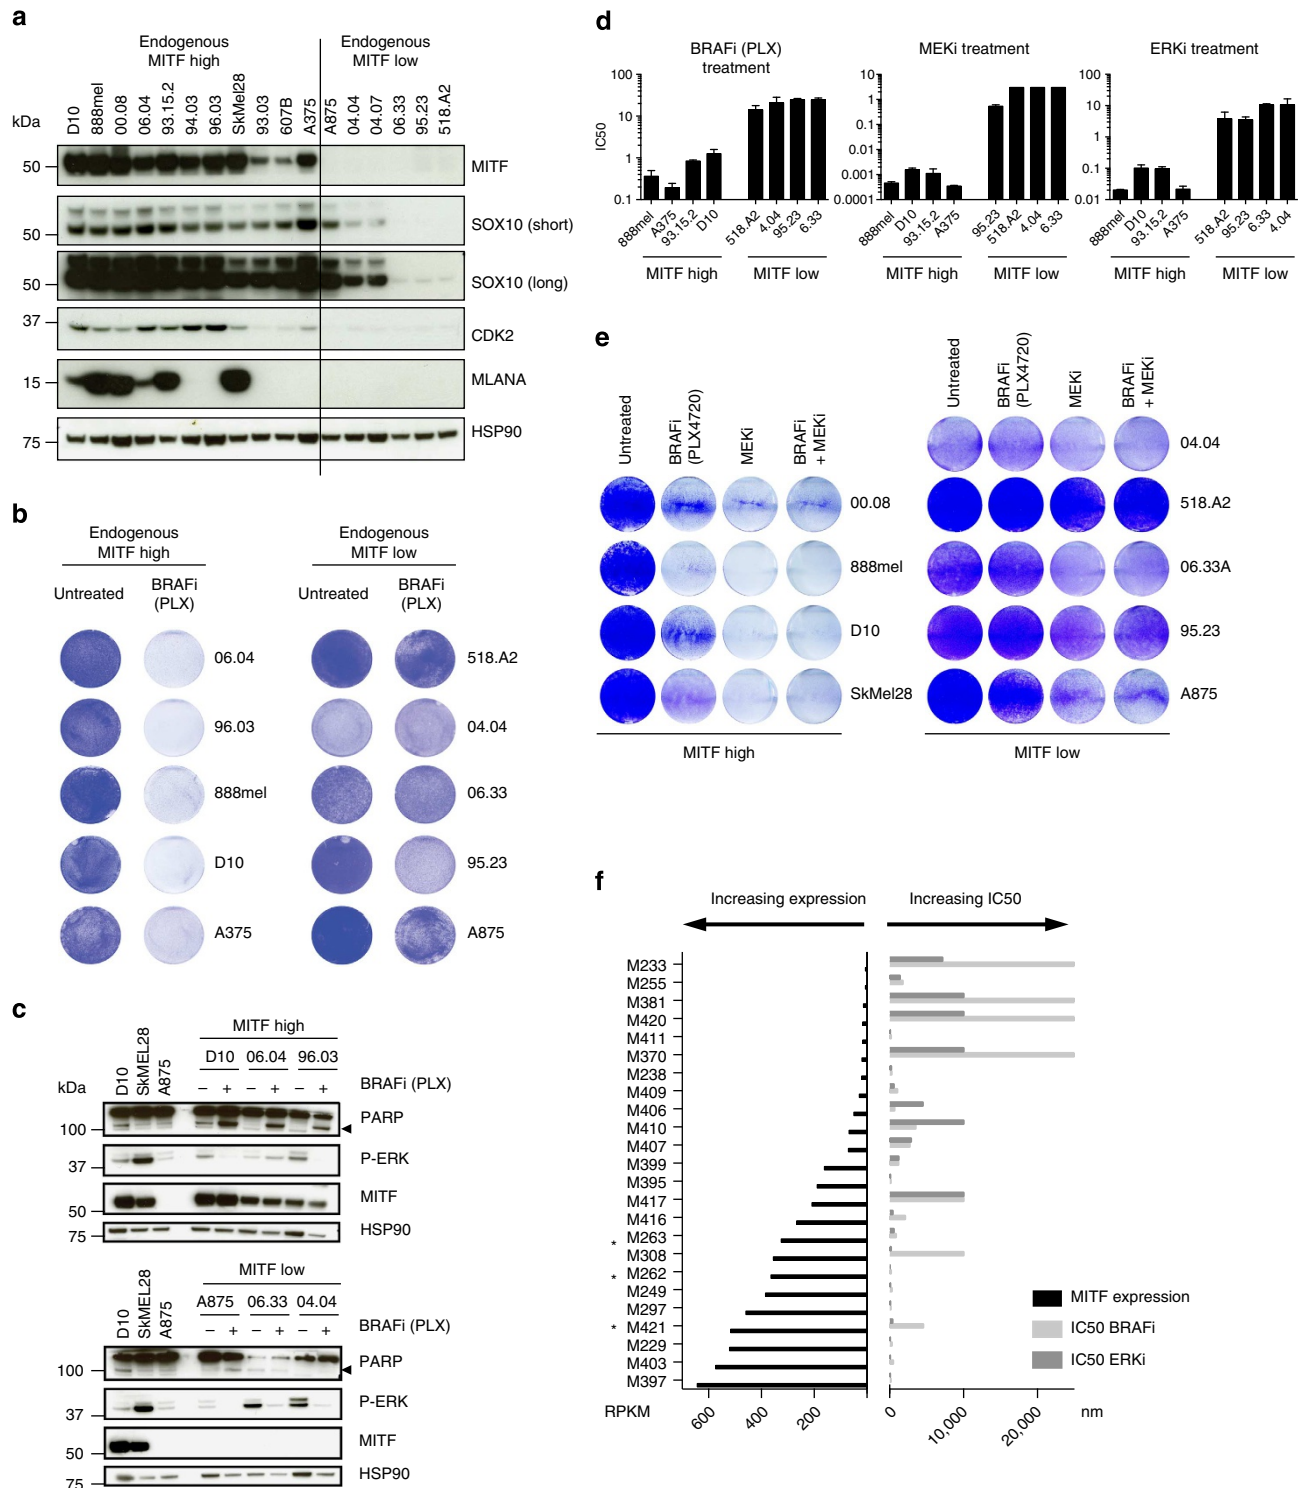 a
Endogenous
MITF high
Endogenous
MITF low
kDa
D10
888mel
00.08
06.04
93.15.2
94.03
96.03
SkMel28
93.03
607B
A375
A875
04.04
04.07
06.33
95.23
518.A2
50
MITF
50
SOX10 (short)
50
SOX10 (long)
37
CDK2
15
MLANA
75
HSP90
b
Endogenous
MITF high
Endogenous
MITF low
Untreated
BRAFi
(PLX)
Untreated
BRAFi
(PLX)
06.04
518.A2
96.03
04.04
888mel
06.33
D10
95.23
A375
A875
c
MITF high
kDa
D10
SkMEL28
A875
D10
06.04
96.03
– + – + – +
BRAFi (PLX)
100
PARP
37
P-ERK
50
MITF
75
HSP90
MITF low
D10
SkMEL28
A875
A875
06.33
04.04
– + – + – +
BRAFi (PLX)
100
PARP
37
P-ERK
50
MITF
75
HSP90
d
BRAFi (PLX)
treatment
IC50
100
10
1
0.1
888mel
A375
93.15.2
D10
518.A2
4.04
95.23
6.33
MITF high
MITF low
MEKi treatment
10
1
0.1
0.01
0.001
0.0001
888mel
D10
93.15.2
A375
95.23
518.A2
4.04
6.33
MITF high
MITF low
ERKi treatment
100
10
1
0.1
0.01
888mel
D10
93.15.2
A375
518.A2
95.23
6.33
4.04
MITF high
MITF low
e
Untreated
BRAFi
(PLX4720)
MEKi
BRAFi
+ MEKi
00.08
888mel
D10
SkMel28
MITF high
Untreated
BRAFi
(PLX4720)
MEKi
BRAFi
+ MEKi
04.04
518.A2
06.33A
95.23
A875
MITF low
f
Increasing expression
Increasing IC50
M233
M255
M381
M420
M411
M370
M238
M409
M406
M410
M407
M399
M395
M417
M416
* M263
M308
* M262
M249
M297
* M421
M229
M403
M397
MITF expression
IC50 BRAFi
IC50 ERKi
RPKM
600
400
200
0
10,000
20,000
nm